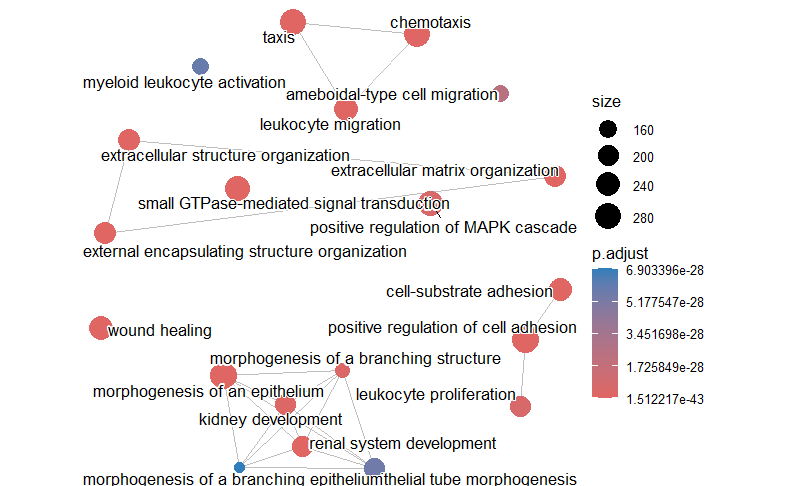 chemotaxis
taxis
myeloid leukocyte activation
ameboidal-type cell migration
leukocyte migration
extracellular structure organization
extracellular matrix organization
small GTPase-mediated signal transduction
positive regulation of MAPK cascade
external encapsulating structure organization
cell-substrate adhesion
positive regulation of cell adhesion
wound healing
morphogenesis of a branching structure
morphogenesis of an epithelium
leukocyte proliferation
kidney development
renal system development
morphogenesis of a branching epithelium
thelial tube morphogenesis
size
160
200
240
280
p.adjust
6.903396e-28
5.177547e-28
3.451698e-28
1.725849e-28
1.512217e-43